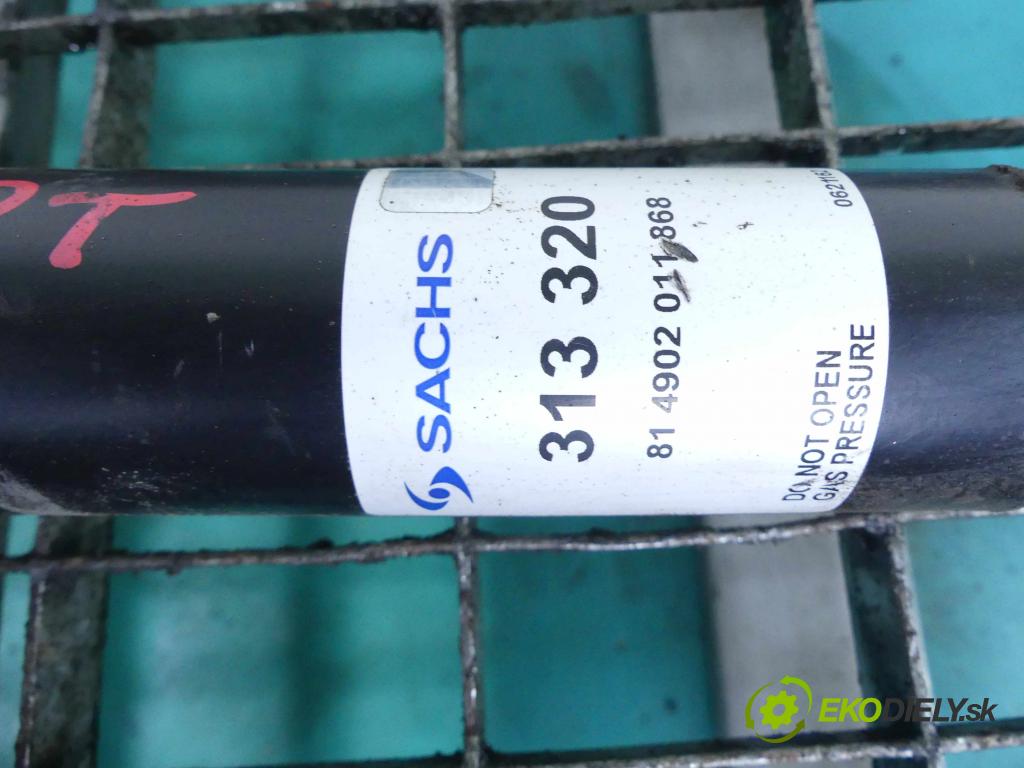 SACHS
313 320
81 4902 011 868
DO NOT OPEN
GAS PRESSURE
EKODIELY.sk